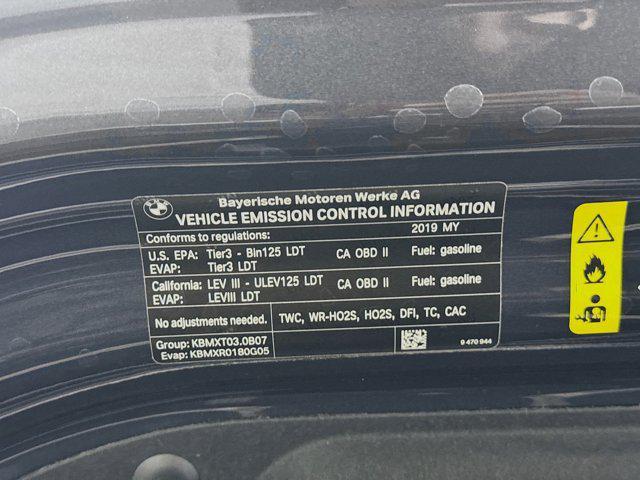 Bayerische Motoren Werke AG
VEHICLE EMISSION CONTROL INFORMATION
Conforms to regulations: 2019 MY
U.S. EPA: Tier3 - Bin125 LDT CA OBD II Fuel: gasoline
EVAP: Tier3 LDT
California: LEV III - ULEV125 LDT CA OBD II Fuel: gasoline
EVAP: LEVIII LDT
No adjustments needed. TWC, WR-HO2S, HO2S, DFI, TC, CAC
Group: KBMXT03.0B07
Evap: KBMXR0180G05
9 470 944